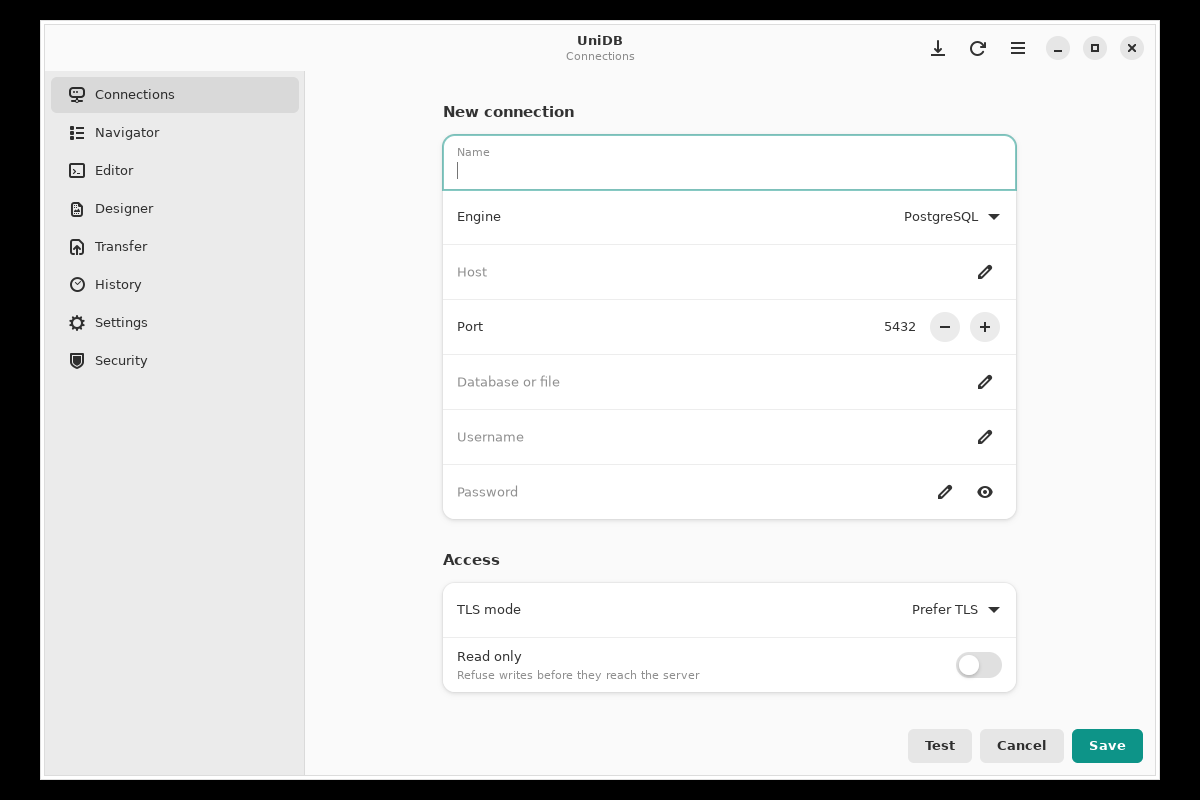 UniDB
Connections
Connections
Navigator
Editor
Designer
Transfer
History
Settings
Security
New connection
Name
Engine
PostgreSQL
Host
Port
5432
Database or file
Username
Password
Access
TLS mode
Prefer TLS
Read only
Refuse writes before they reach the server
Test
Cancel
Save